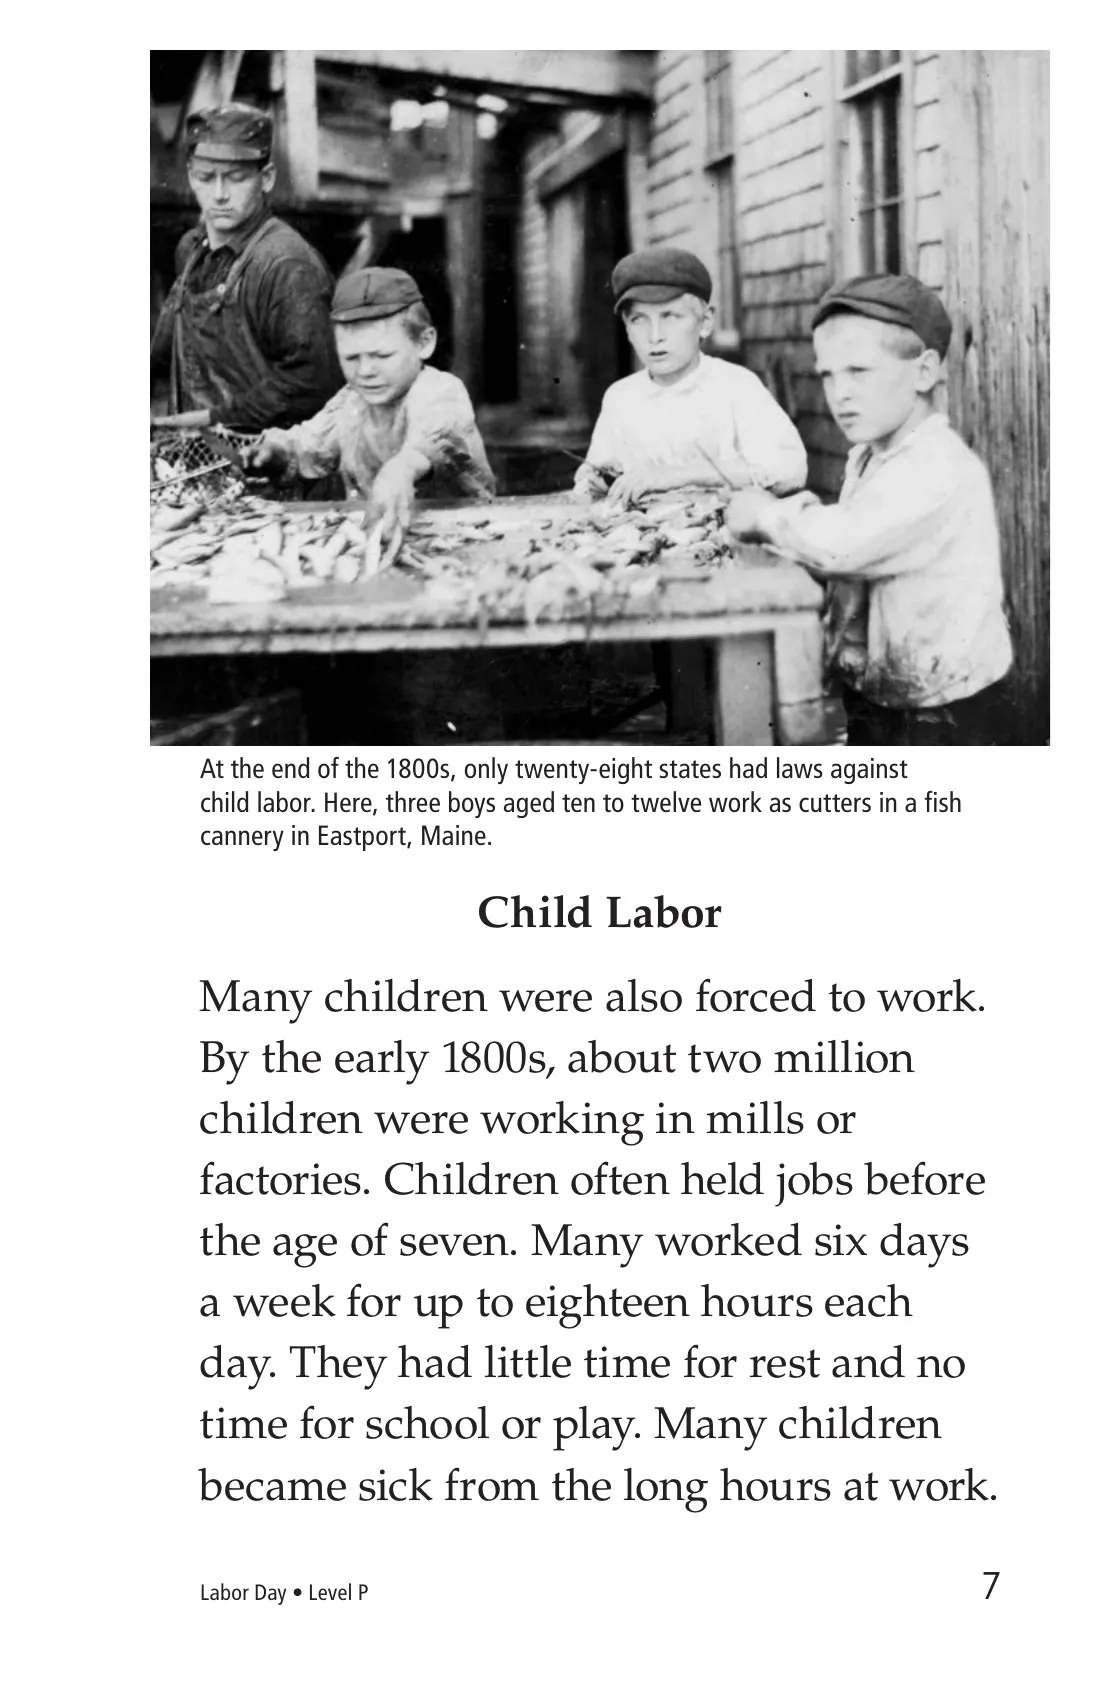 At the end of the 1800s, only twenty-eight states had laws against
child labor. Here, three boys aged ten to twelve work as cutters in a fish
cannery in Eastport, Maine.
Child Labor
Many children were also forced to work.
By the early 1800s, about two million
children were working in mills or
factories. Children often held jobs before
the age of seven. Many worked six days
a week for up to eighteen hours each
day. They had little time for rest and no
time for school or play. Many children
became sick from the long hours at work.
Labor Day • Level P
7